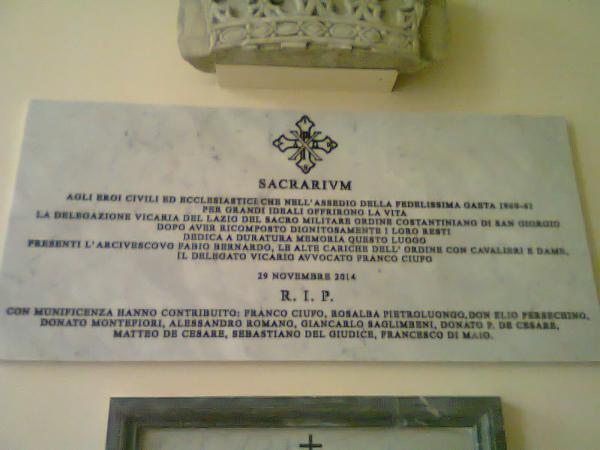 SACRARIVM
AGLI EROI CIVILI ED ECCLESIASTICI CHE NELL'ASSEDIO DELLA FEDELISSIMA GAETA 1860-61
PER GRANDI IDEALI OFFRIRONO LA VITA
LA DELEGAZIONE VICARIA DEL LAZIO DEL SACRO MILITARE ORDINE COSTANTINIANO DI SAN GIORGIO
DOPO AVER RICOMPOSTO DIGNITOSAMENTE I LORO RESTI
DEDICA A DURATURA MEMORIA QUESTO LUOGO
PRESENTI L'ARCIVESCOVO FABIO BERNARDO, LE ALTE CARICHE DELL' ORDINE CON CAVALIERI E DAME,
IL DELEGATO VICARIO AVVOCATO FRANCO CIUFO
29 NOVEMBRE 2014
R. I. P.
CON MUNIFICENZA HANNO CONTRIBUITO: FRANCO CIUFO, ROSALBA PIETROLUONGO, DON ELIO PERSECHINO,
DONATO MONTEFIORI, ALESSANDRO ROMANO, GIANCARLO SAGLIMBENI, DONATO P. DE CESARE,
MATTEO DE CESARE, SEBASTIANO DEL GIUDICE, FRANCESCO DI MAIO.